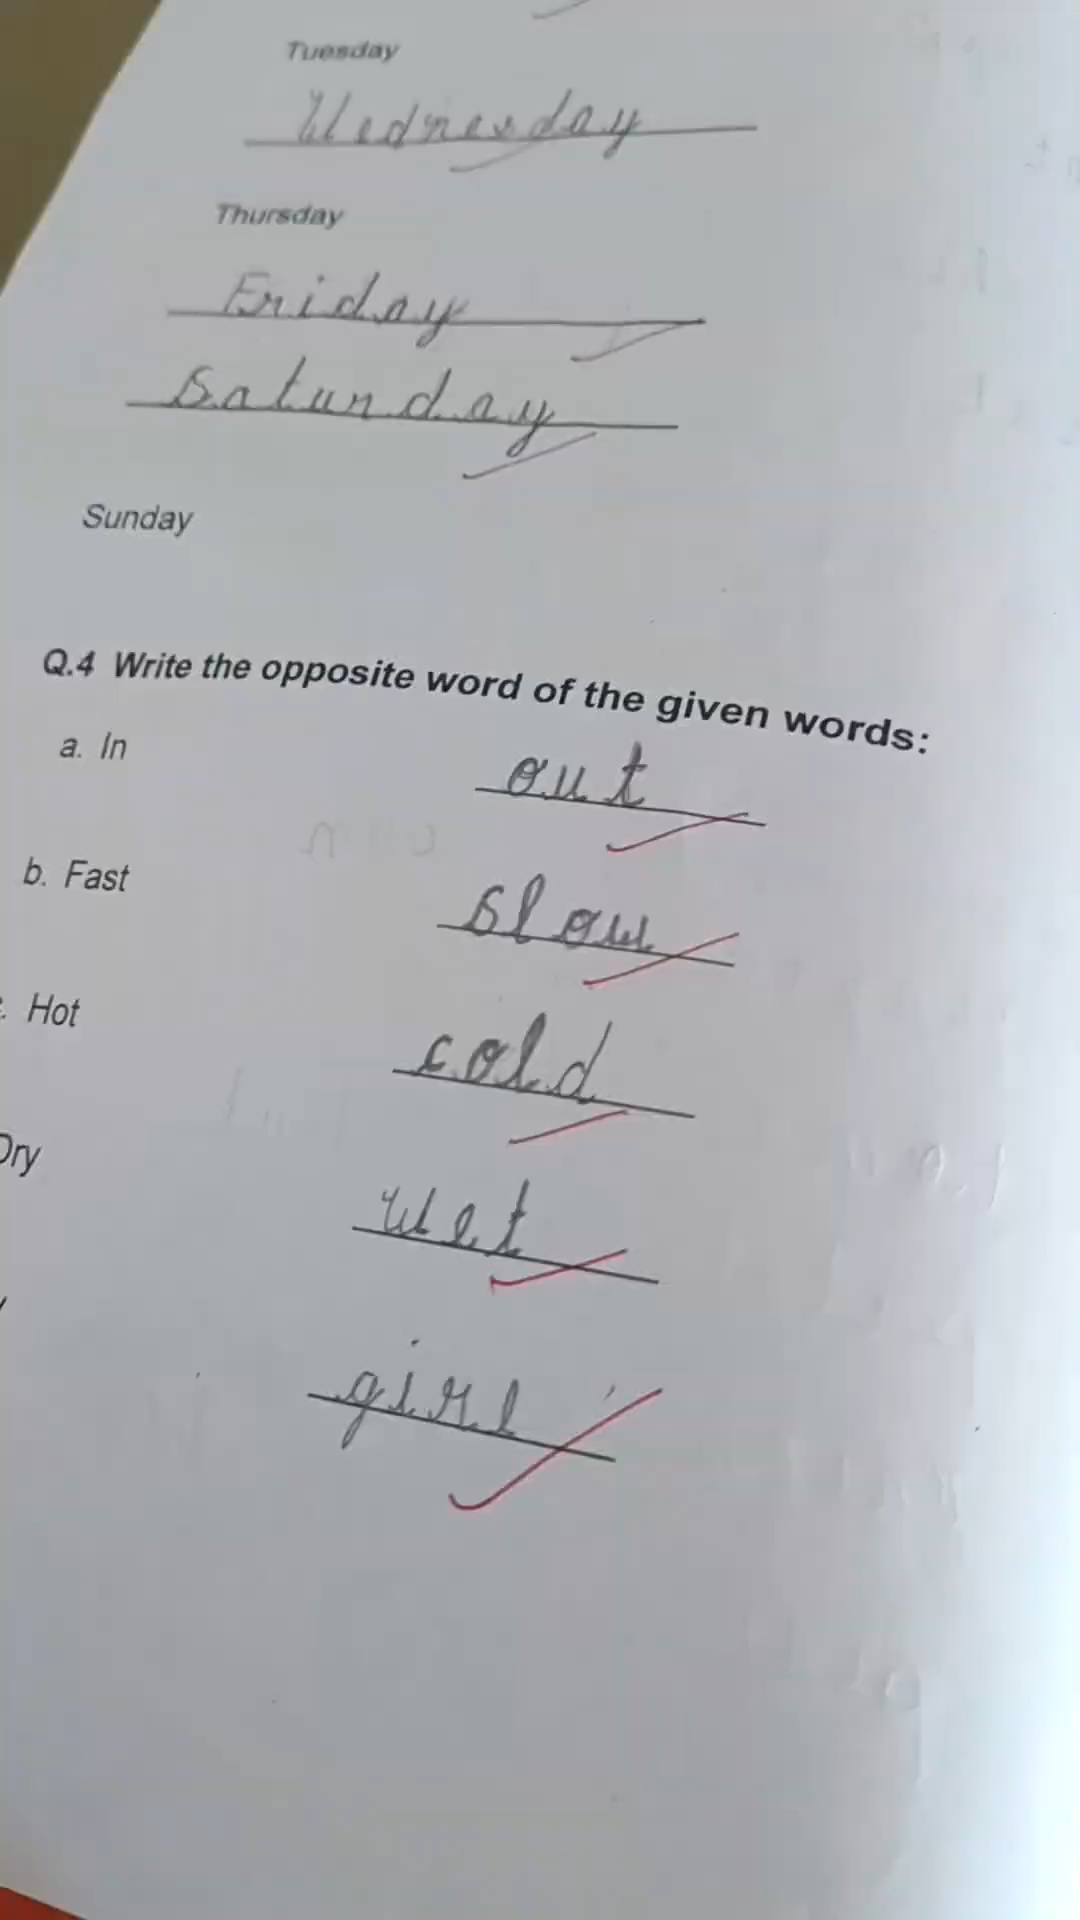 Tuesday
Wednesday
Thursday
Friday
Saturday
Sunday
Q.4 Write the opposite word of the given words:
a. In
out
b. Fast
slow
. Hot
cold
Dry
wet
girl